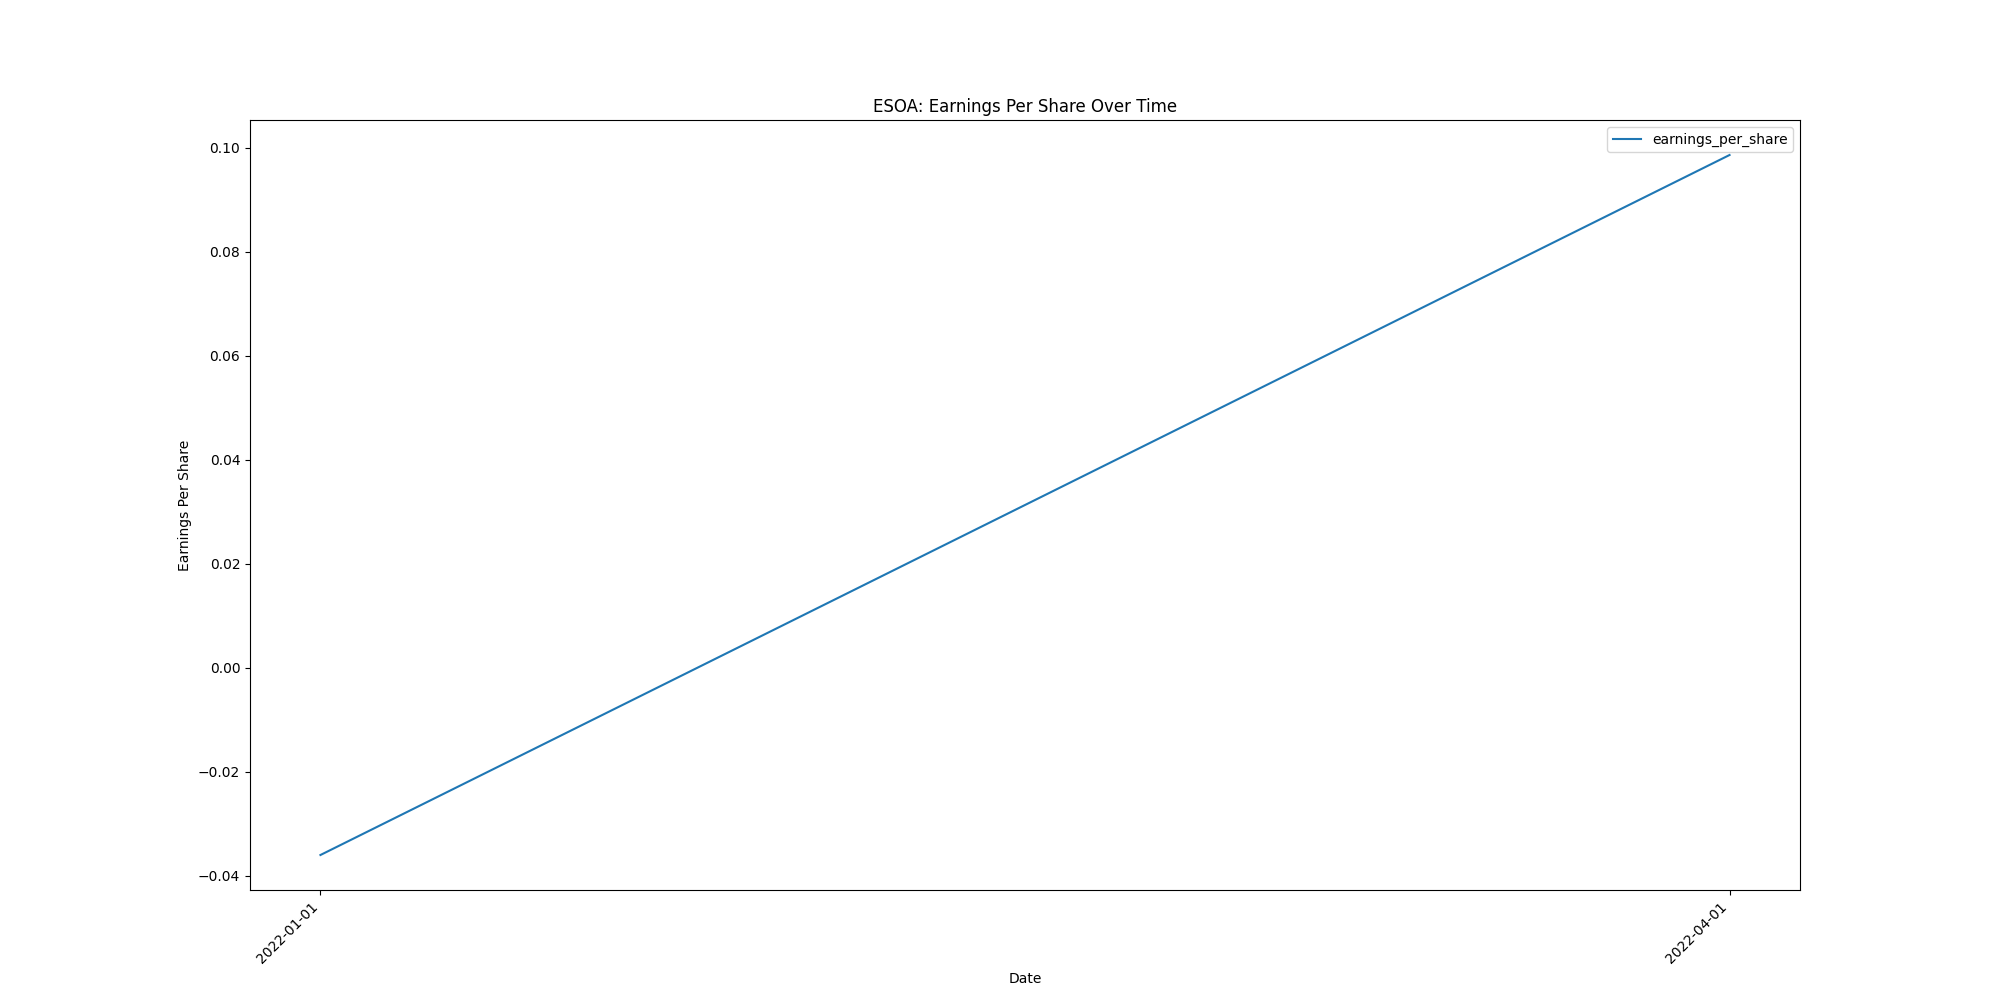 ESOA: Earnings Per Share Over Time
earnings_per_share
Earnings Per Share
0.10
0.08
0.06
0.04
0.02
0.00
−0.02
−0.04
2022-01-01
2022-04-01
Date